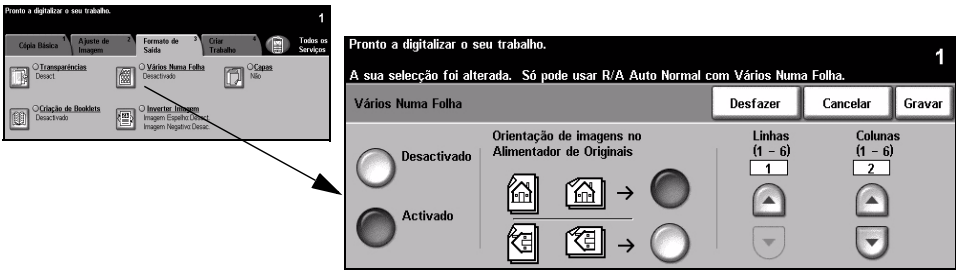 Pronto a digitalizar o seu trabalho.
1
Cópia Básica 1
Ajuste de Imagem 2
Formato de Saída 3
Criar Trabalho 4
Todos os Serviços
Transparências
Desact.
Vários Numa Folha
Desactivado
Capas
Não
Criação de Booklets
Desactivado
Inverter Imagem
Imagem Espelho:Desact.
Imagem Negativo:Desac.
Pronto a digitalizar o seu trabalho.
1
A sua selecção foi alterada. Só pode usar R/A Auto Normal com Vários Numa Folha.
Vários Numa Folha
Desfazer
Cancelar
Gravar
Desactivado
Activado
Orientação de imagens no
Alimentador de Originais
Linhas
(1 - 6)
1
Colunas
(1 - 6)
2